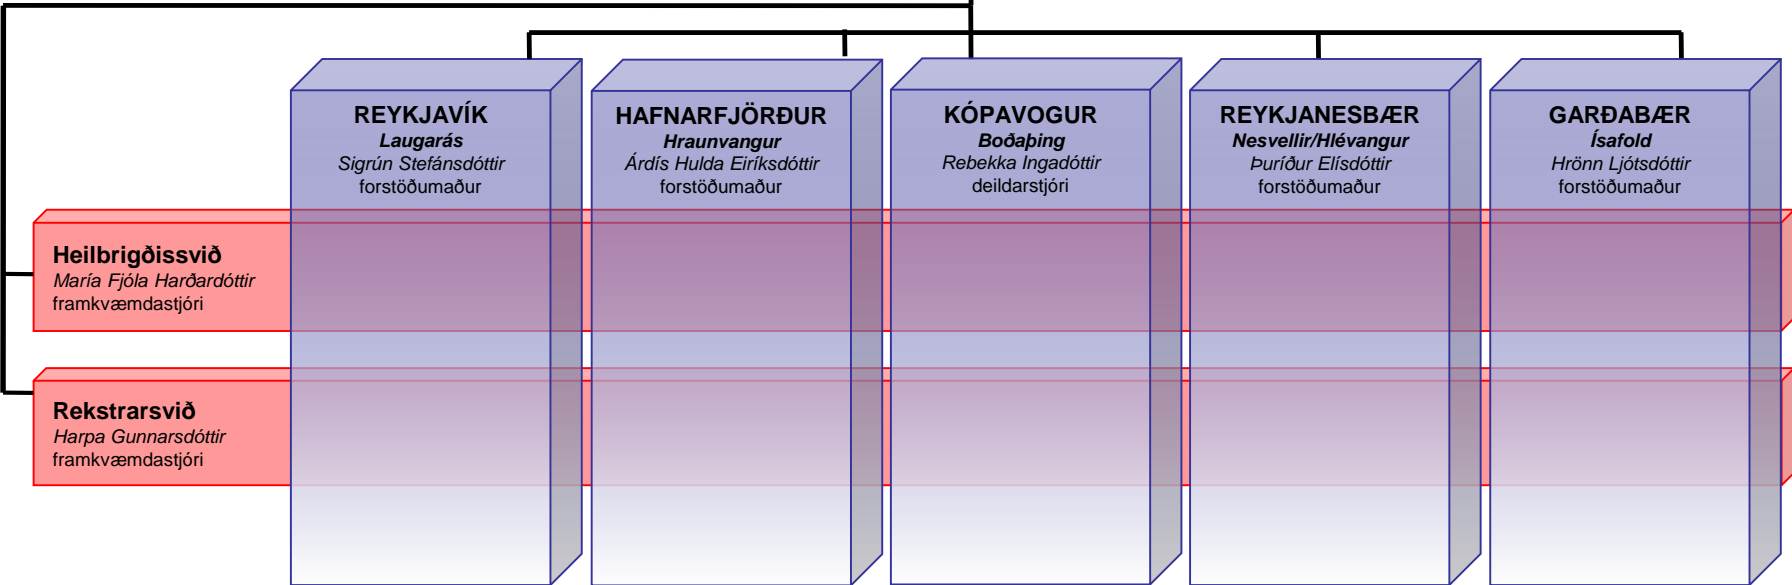 REYKJAVÍK
Laugarás
Sigrún Stefánsdóttir
forstöðumaður
HAFNARFJÖRÐUR
Hraunvangur
Árdís Hulda Eiríksdóttir
forstöðumaður
KÓPAVOGUR
Boðaþing
Rebekka Ingadóttir
deildarstjóri
REYKJANESBÆR
Nesvellir/Hlévangur
Þuríður Elísdóttir
forstöðumaður
GARÐABÆR
Ísafold
Hrönn Ljótsdóttir
forstöðumaður
Heilbrigðissvið
María Fjóla Harðardóttir
framkvæmdastjóri
Rekstrarsvið
Harpa Gunnarsdóttir
framkvæmdastjóri